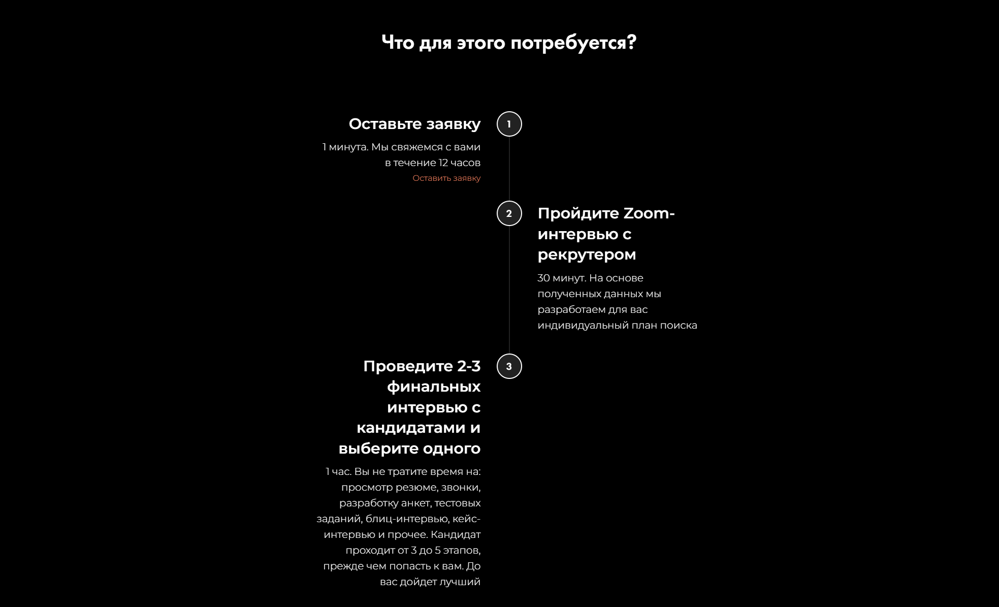 Что для этого потребуется?
Оставьте заявку
1
1 минута. Мы свяжемся с вами
в течение 12 часов
Оставить заявку
2
Пройдите Zoom-
интервью с
рекрутером
30 минут. На основе
полученных данных мы
разработаем для вас
индивидуальный план поиска
Проведите 2-3
3
финальных
интервью с
кандидатами и
выберите одного
1 час. Вы не тратите время на:
просмотр резюме, звонки,
разработку анкет, тестовых
заданий, блиц-интервью, кейс-
интервью и прочее. Кандидат
проходит от 3 до 5 этапов,
прежде чем попасть к вам. До
вас дойдет лучший